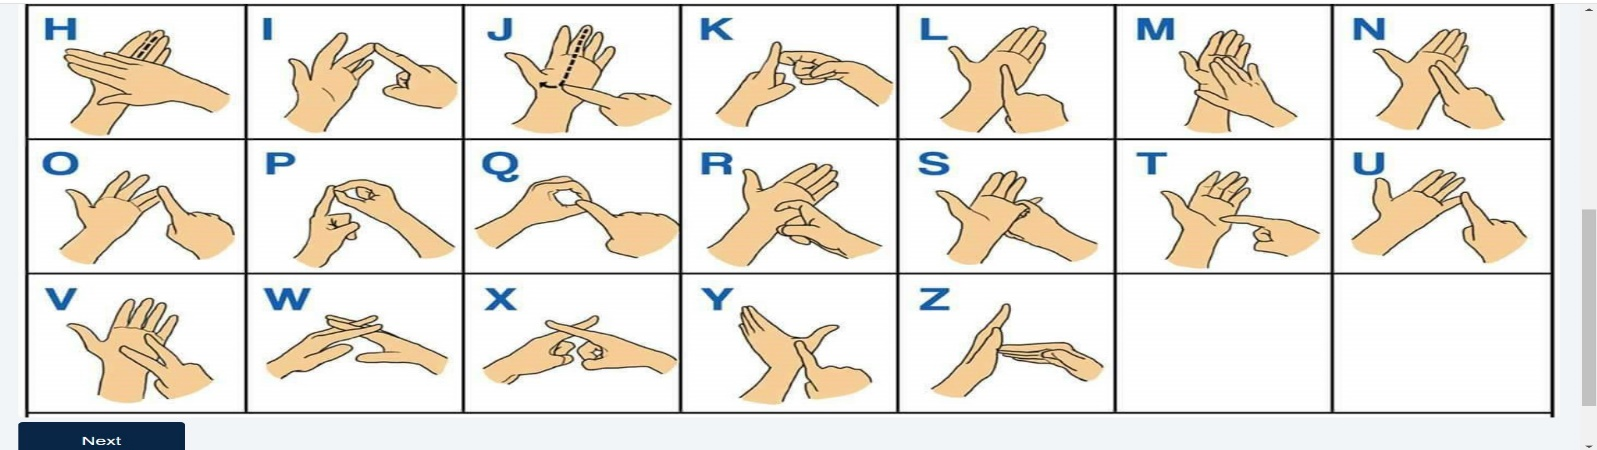 H I J K L M N
O P Q R S T U
V W X Y Z
Next